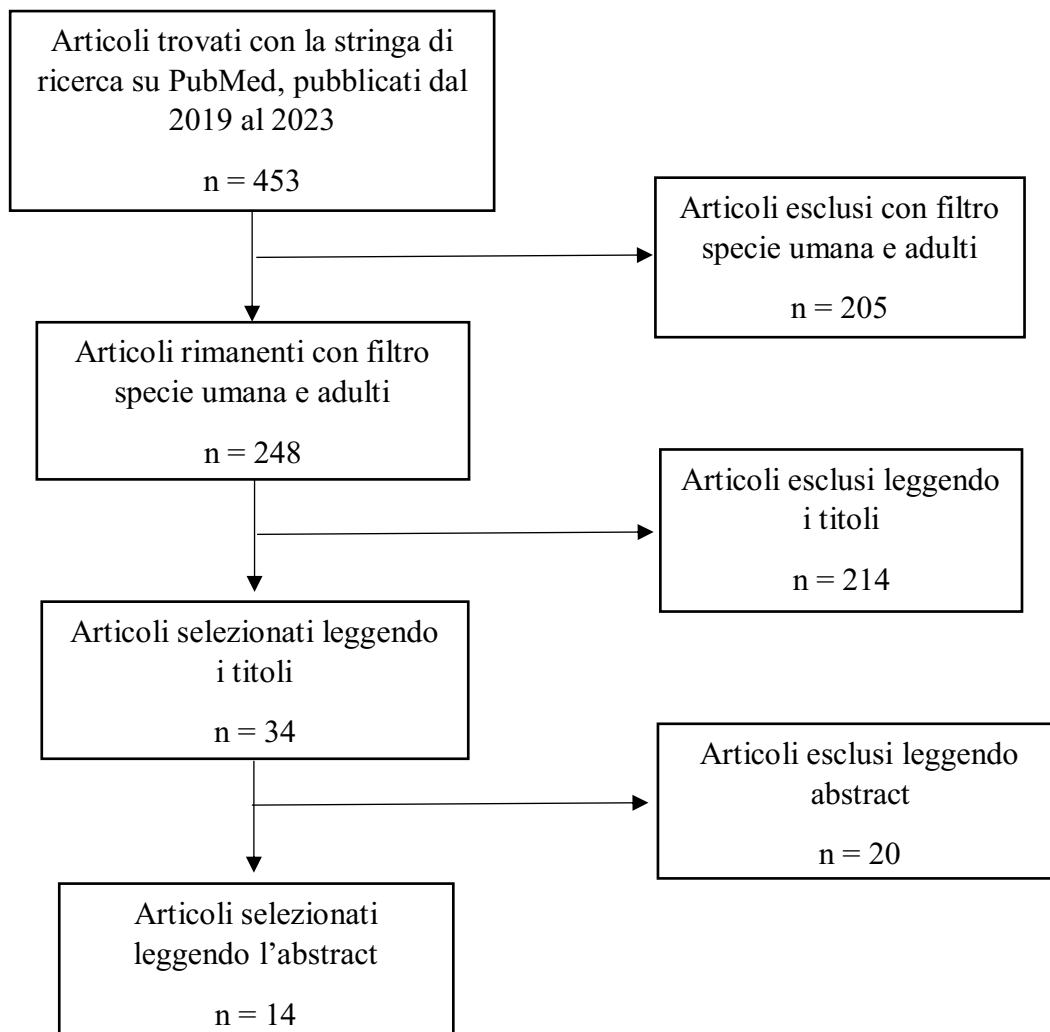 Articoli trovati con la stringa di
ricerca su PubMed, pubblicati dal
2019 al 2023
n = 453
Articoli esclusi con filtro
specie umana e adulti
n = 205
Articoli rimanenti con filtro
specie umana e adulti
n = 248
Articoli esclusi leggendo
i titoli
n = 214
Articoli selezionati leggendo
i titoli
n = 34
Articoli esclusi leggendo
abstract
n = 20
Articoli selezionati
leggendo l’abstract
n = 14